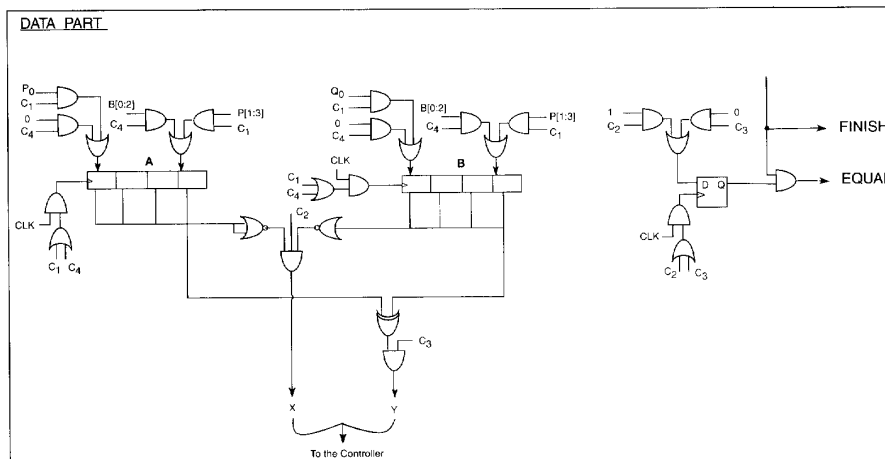 DATA PART
P0
C1
0
C4
B[0:2]
C4
P[1:3]
C1
A
CLK
C1 C4
Q0
C1
0
C4
B[0:2]
C4
P[1:3]
C1
B
CLK
C1
C4
C2
C3
X
Y
To the Controller
1
C2
0
C3
D Q
CLK
C2 C3
FINISH
EQUAL